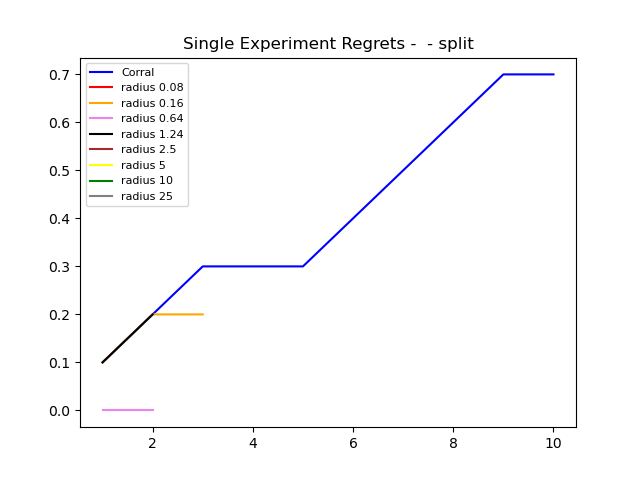 Single Experiment Regrets -  - split
Corral
radius 0.08
radius 0.16
radius 0.64
radius 1.24
radius 2.5
radius 5
radius 10
radius 25
0.7
0.6
0.5
0.4
0.3
0.2
0.1
0.0
2 4 6 8 10